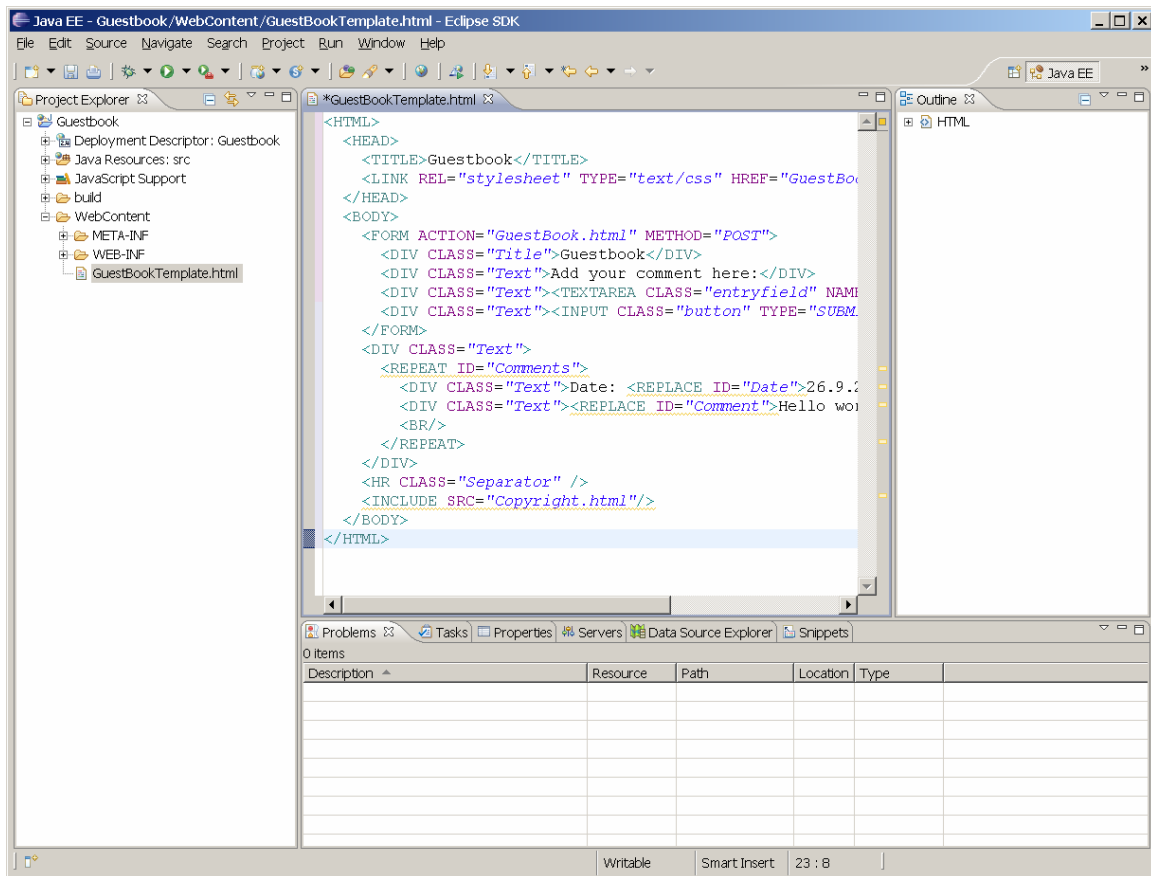 Java EE - Guestbook/WebContent/GuestBookTemplate.html - Eclipse SDK
File Edit Source Navigate Search Project Run Window Help
Java EE
Project Explorer
Guestbook
Deployment Descriptor: Guestbook
Java Resources: src
JavaScript Support
build
WebContent
META-INF
WEB-INF
GuestBookTemplate.html
*GuestBookTemplate.html
<HTML>
<HEAD>
<TITLE>Guestbook</TITLE>
<LINK REL="stylesheet" TYPE="text/css" HREF="GuestBoo
</HEAD>
<BODY>
<FORM ACTION="GuestBook.html" METHOD="POST">
<DIV CLASS="Title">Guestbook</DIV>
<DIV CLASS="Text">Add your comment here:</DIV>
<DIV CLASS="Text"><TEXTAREA CLASS="entryfield" NAME
<DIV CLASS="Text"><INPUT CLASS="button" TYPE="SUBM
</FORM>
<DIV CLASS="Text">
<REPEAT ID="Comments">
<DIV CLASS="Text">Date: <REPLACE ID="Date">26.9.2
<DIV CLASS="Text"><REPLACE ID="Comment">Hello wor
<BR/>
</REPEAT>
</DIV>
<HR CLASS="Separator" />
<INCLUDE SRC="Copyright.html"/>
</BODY>
</HTML>
Outline
HTML
Problems Tasks Properties Servers Data Source Explorer Snippets
0 items
Description Resource Path Location Type
Writable Smart Insert 23 : 8